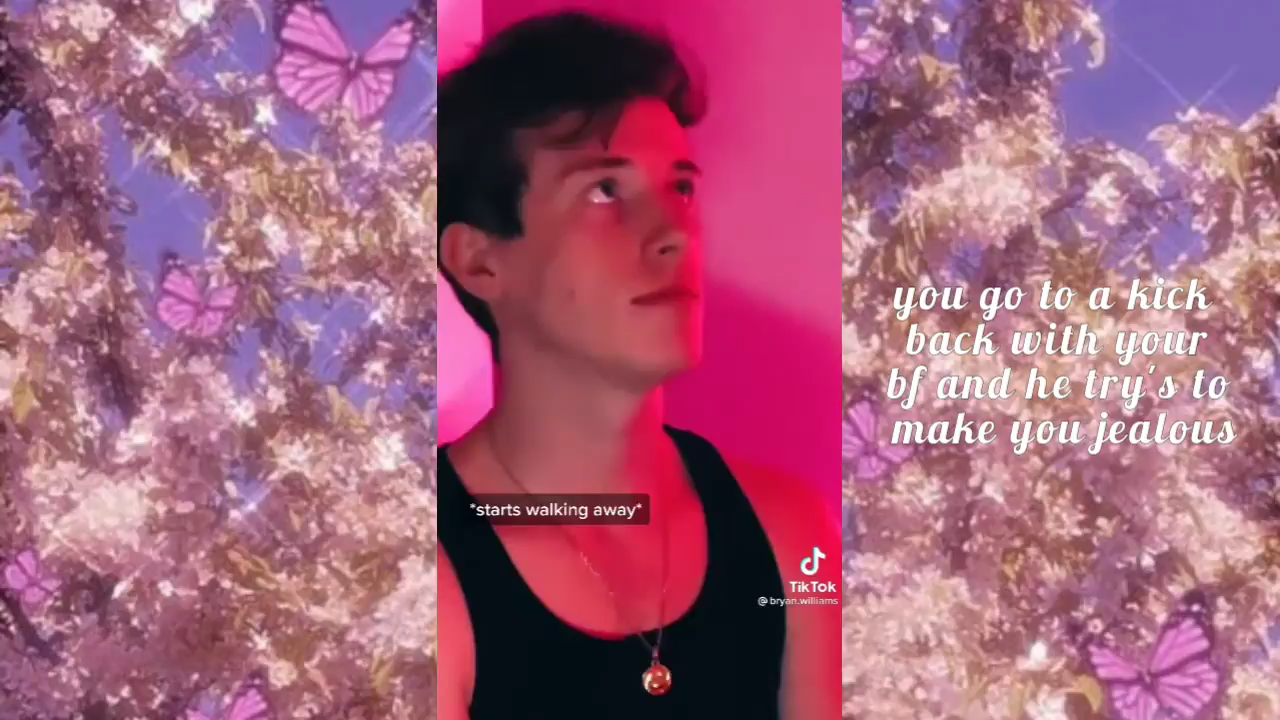 you go to a kick
back with your
bf and he try's to
make you jealous
*starts walking away*
TikTok
@bryan.williams